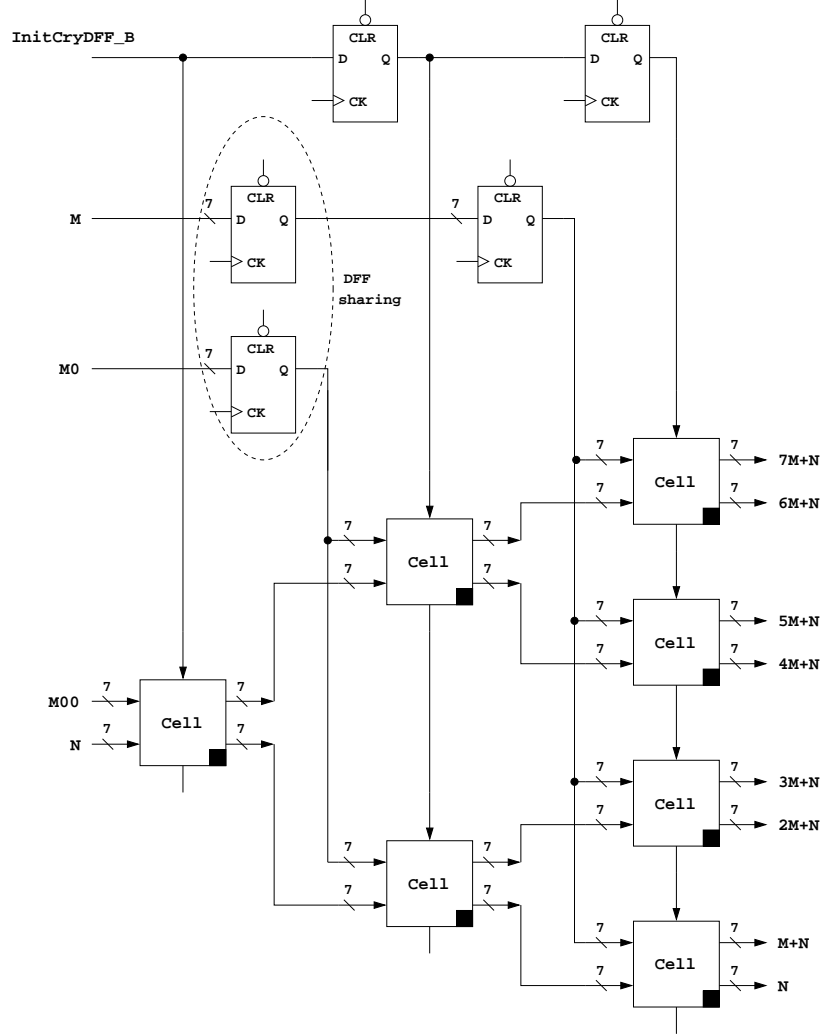 InitCryDFF_B
CLR
D Q
CK
CLR
D Q
CK
M
7
CLR
D Q
CK
7
CLR
D Q
CK
DFF
sharing
M0
7
CLR
D Q
CK
7
7
Cell
7
7
7M+N
6M+N
7
7
Cell
7
7
7
7
Cell
7
7
5M+N
4M+N
M00
N
7
7
Cell
7
7
7
7
Cell
7
7
3M+N
2M+N
7
7
Cell
7
7
7
7
Cell
7
7
M+N
N